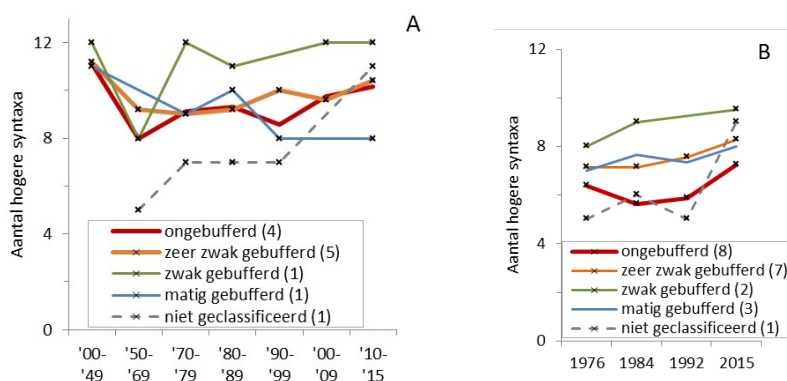 A
12
8
4
0
Aantal hogere syntaxa
ongebufferd (4)
zeer zwak gebufferd (5)
zwak gebufferd (1)
matig gebufferd (1)
niet geclassificeerd (1)
'00- '50- '70- '80- '90- '00- '10-
'49 '69 '79 '89 '99 '09 '15
B
12
8
4
0
Aantal hogere syntaxa
ongebufferd (8)
zeer zwak gebufferd (7)
zwak gebufferd (2)
matig gebufferd (3)
niet geclassificeerd (1)
1976 1984 1992 2015